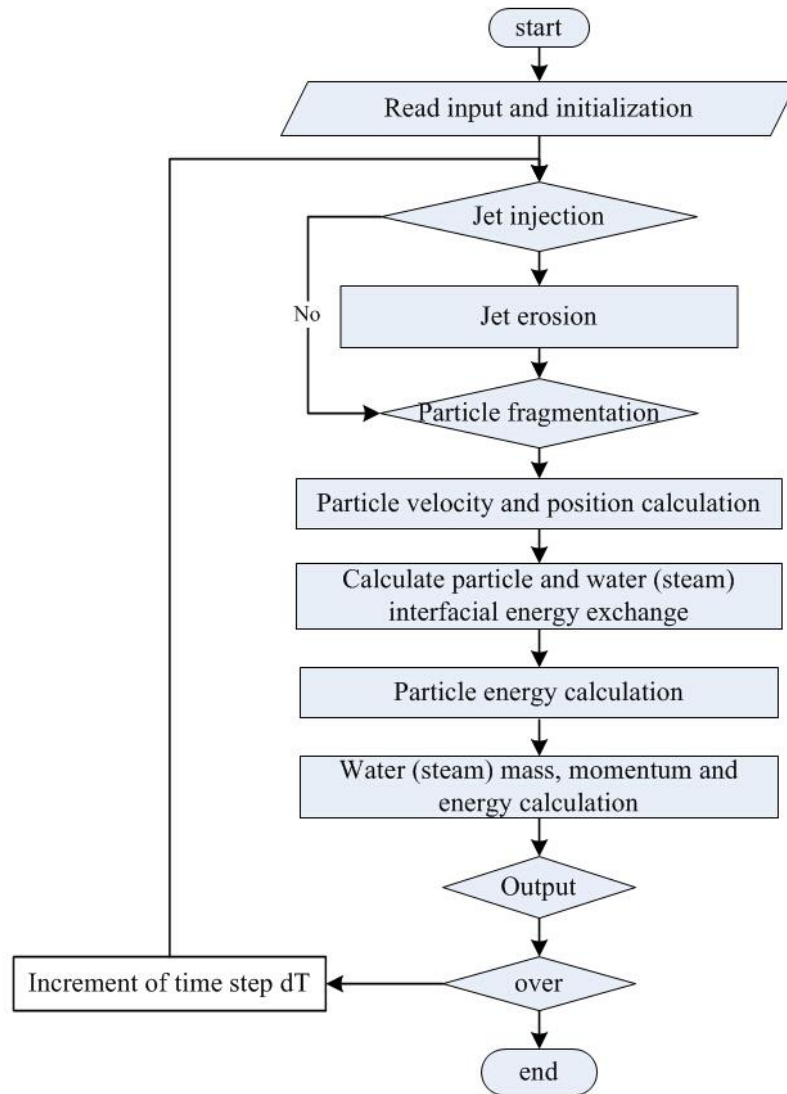 start
Read input and initialization
Jet injection
No
Jet erosion
Particle fragmentation
Particle velocity and position calculation
Calculate particle and water (steam)
interfacial energy exchange
Particle energy calculation
Water (steam) mass, momentum and
energy calculation
Output
Increment of time step dT
over
end